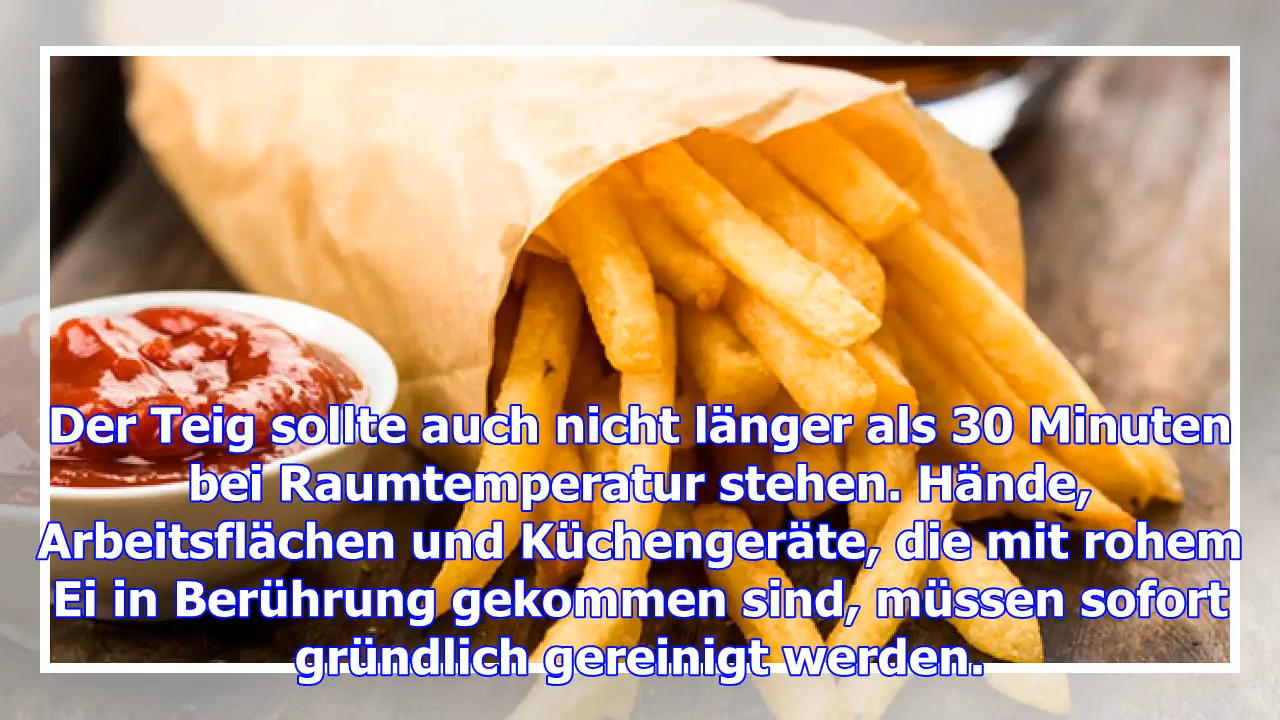 Der Teig sollte auch nicht länger als 30 Minuten
bei Raumtemperatur stehen. Hände,
Arbeitsflächen und Küchengeräte, die mit rohem
Ei in Berührung gekommen sind, müssen sofort
gründlich gereinigt werden.